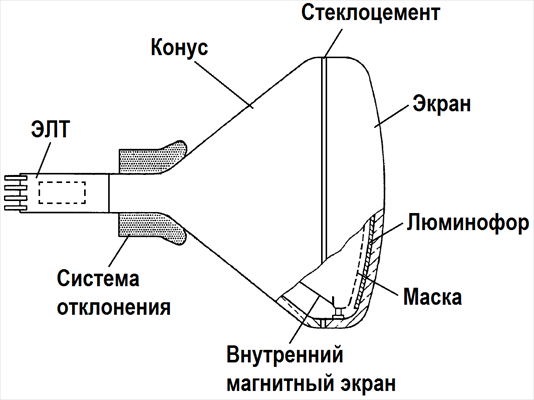 Стеклоцемент
Конус
Экран
ЭЛТ
Люминофор
Система
отклонения
Маска
Внутренний
магнитный экран